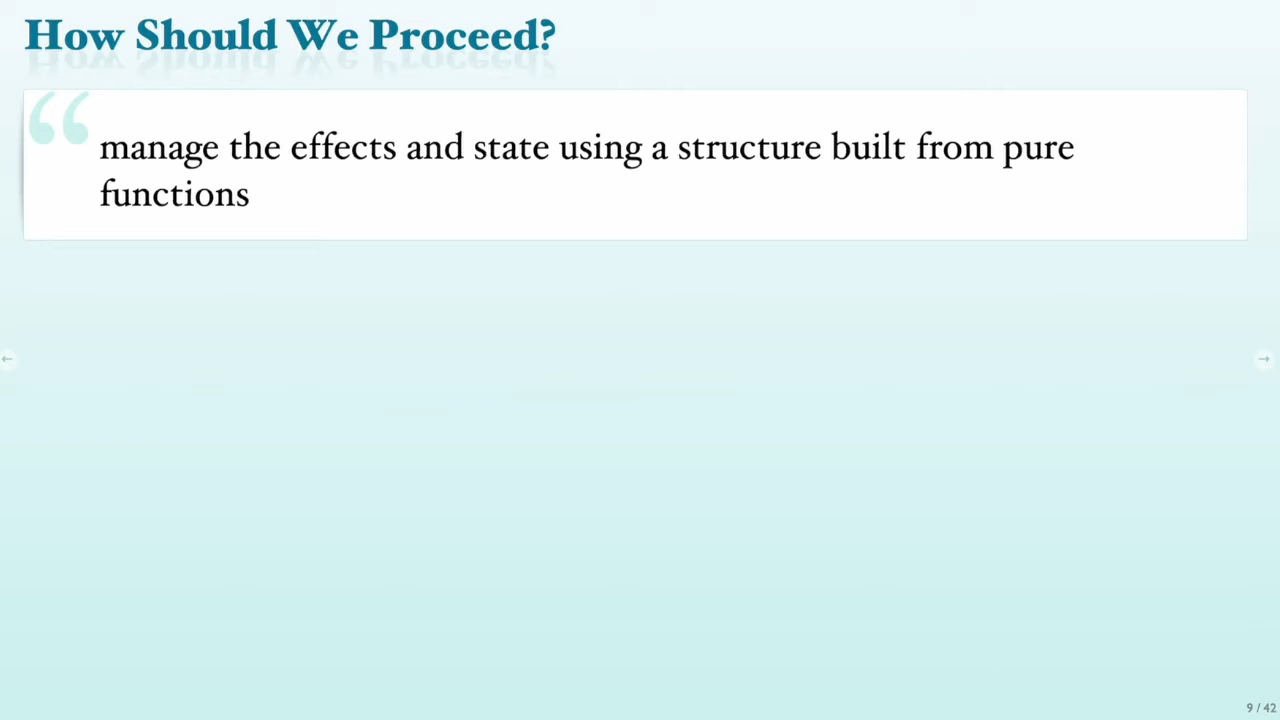 How Should We Proceed?
“
manage the effects and state using a structure built from pure
functions
←
→
9 / 42